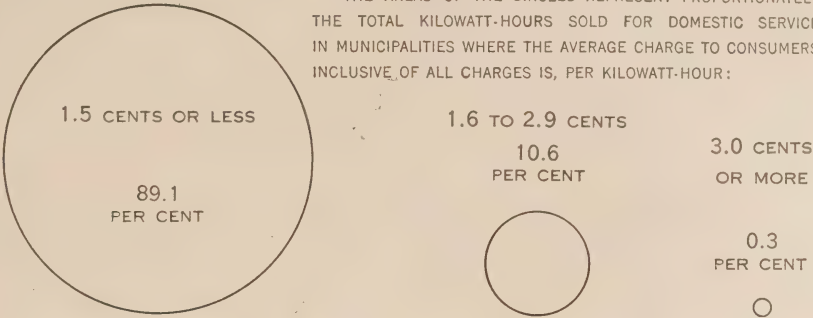 THE TOTAL KILOWATT-HOURS SOLD FOR DOMESTIC SERVICE
IN MUNICIPALITIES WHERE THE AVERAGE CHARGE TO CONSUMERS
INCLUSIVE OF ALL CHARGES IS, PER KILOWATT-HOUR:
1.5 CENTS OR LESS
89.1
PER CENT
1.6 TO 2.9 CENTS
10.6
PER CENT
3.0 CENTS
OR MORE
0.3
PER CENT